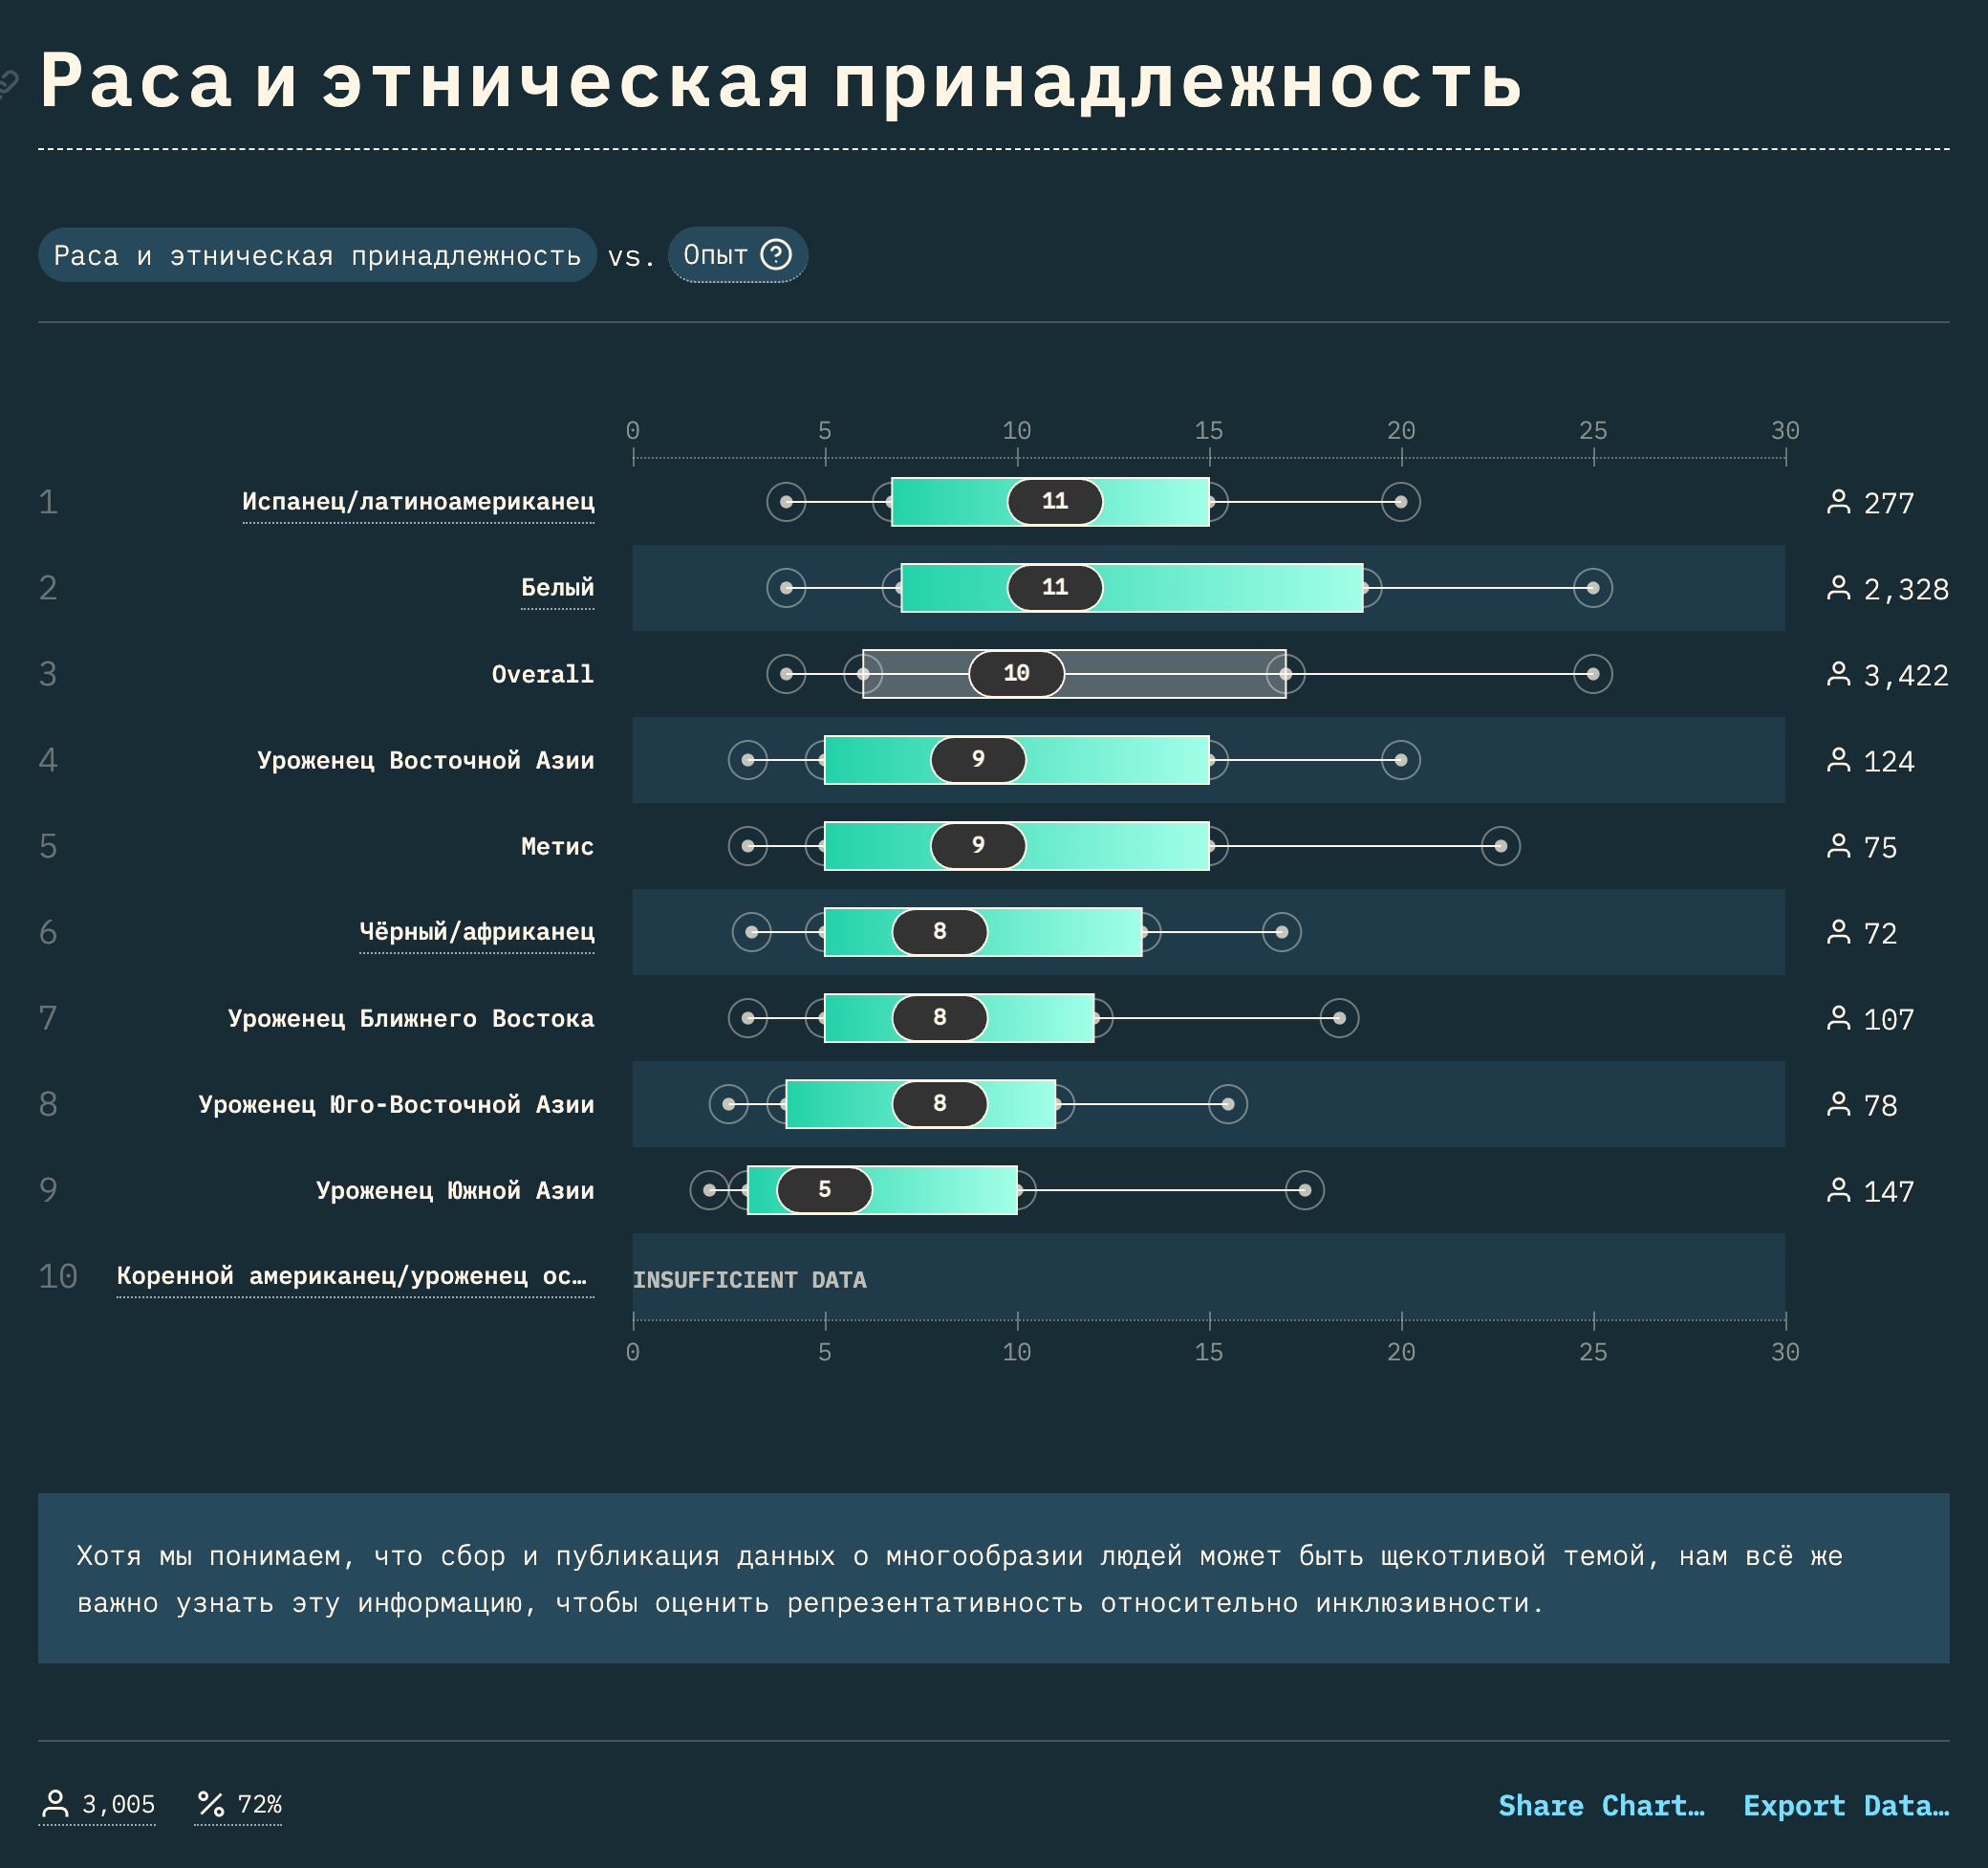 Раса и этническая принадлежность
Раса и этническая принадлежность vs. Опыт ?
0 5 10 15 20 25 30
1 Испанец/латиноамериканец 11 277
2 Белый 11 2,328
3 Overall 10 3,422
4 Уроженец Восточной Азии 9 124
5 Метис 9 75
6 Чёрный/африканец 8 72
7 Уроженец Ближнего Востока 8 107
8 Уроженец Юго-Восточной Азии 8 78
9 Уроженец Южной Азии 5 147
10 Коренной американец/уроженец ос… INSUFFICIENT DATA
0 5 10 15 20 25 30
Хотя мы понимаем, что сбор и публикация данных о многообразии людей может быть щекотливой темой, нам всё же
важно узнать эту информацию, чтобы оценить репрезентативность относительно инклюзивности.
3,005 % 72% Share Chart… Export Data…